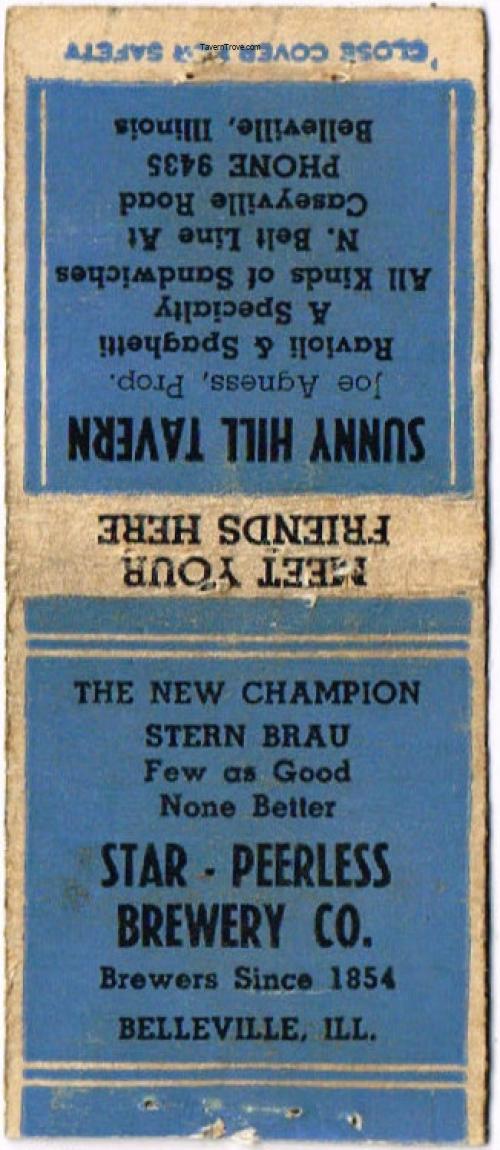 TavernTrove.com
CLOSE COVER FOR SAFETY
MEET YOUR
FRIENDS HERE
SUNNY HILL TAVERN
Joe Agness, Prop.
Ravioli & Spaghetti
A Specialty
All Kinds of Sandwiches
N. Belt Line At
Caseyville Road
PHONE 9435
Belleville, Illinois
THE NEW CHAMPION
STERN BRAU
Few as Good
None Better
STAR - PEERLESS
BREWERY CO.
Brewers Since 1854
BELLEVILLE, ILL.